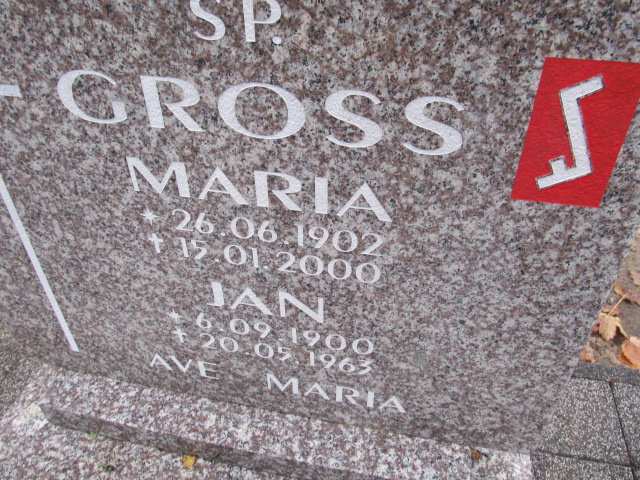 SP.
GROSS
MARIA
* 26.06.1902
† 15.01.2000
JAN
* 6.09.1900
† 20.05.1963
AVE MARIA